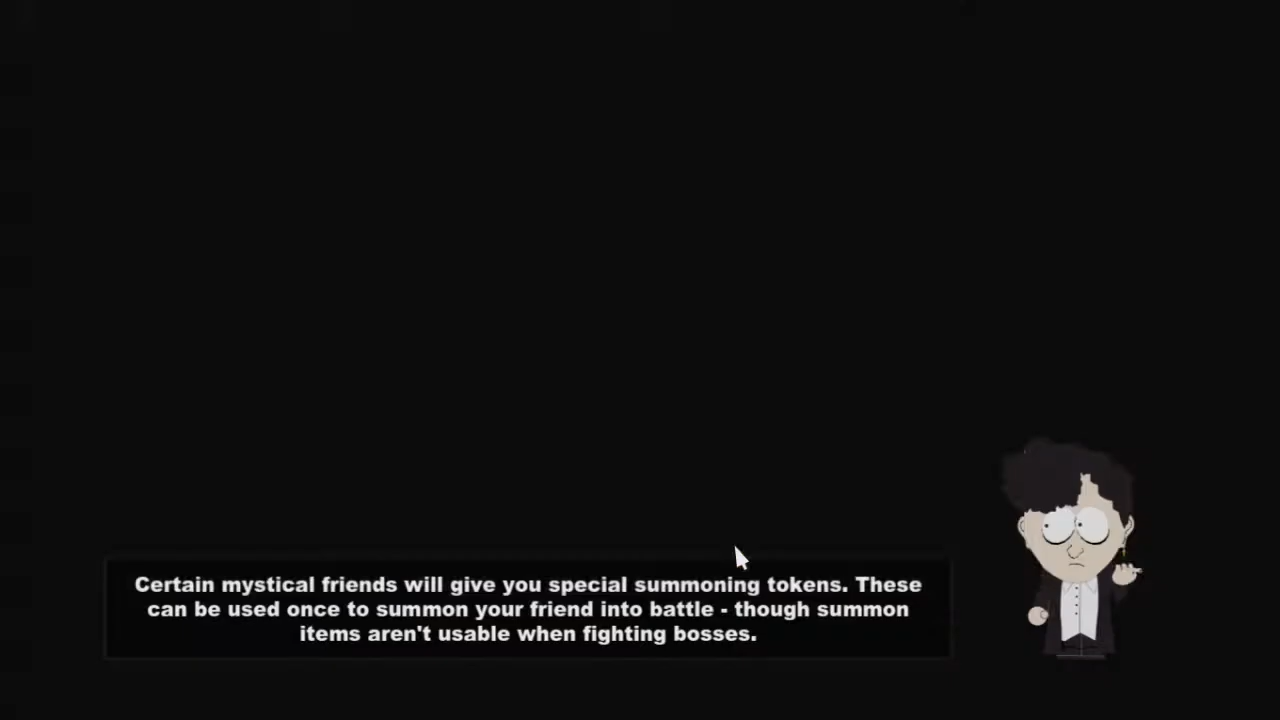 Certain mystical friends will give you special summoning tokens. These
can be used once to summon your friend into battle - though summon
items aren't usable when fighting bosses.